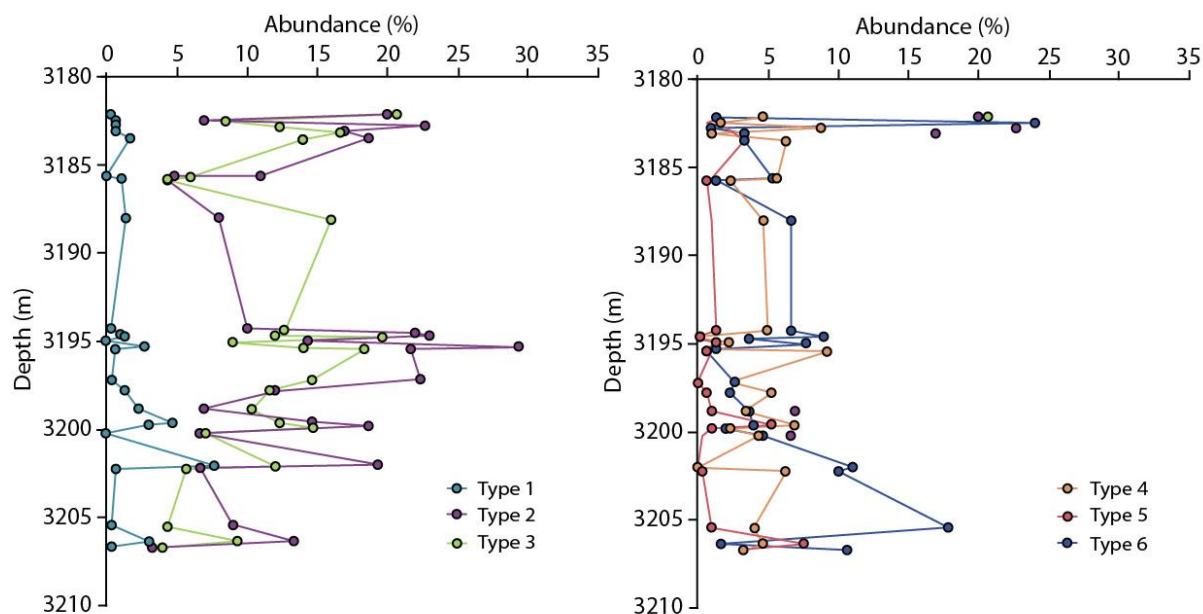 Abundance (%)
0 5 10 15 20 25 30 35
3180
3185
3190
3195
3200
3205
3210
Depth (m)
Type 1
Type 2
Type 3
Abundance (%)
0 5 10 15 20 25 30 35
3180
3185
3190
3195
3200
3205
3210
Depth (m)
Type 4
Type 5
Type 6